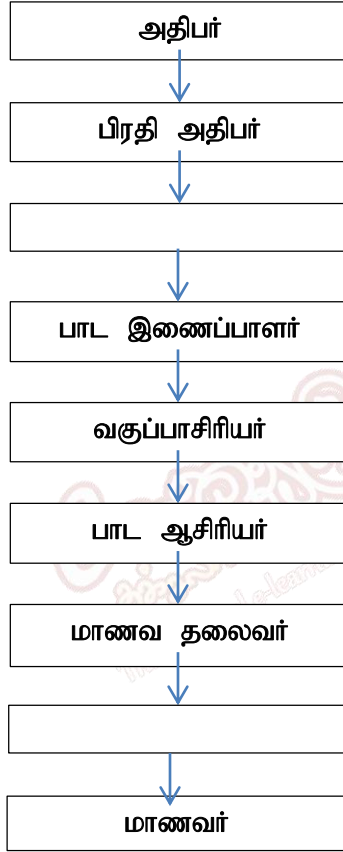 அதிபர்
பிரதி அதிபர்
பாட இணைப்பாளர்
வகுப்பாசிரியர்
பாட ஆசிரியர்
மாணவ தலைவர்
மாணவர்